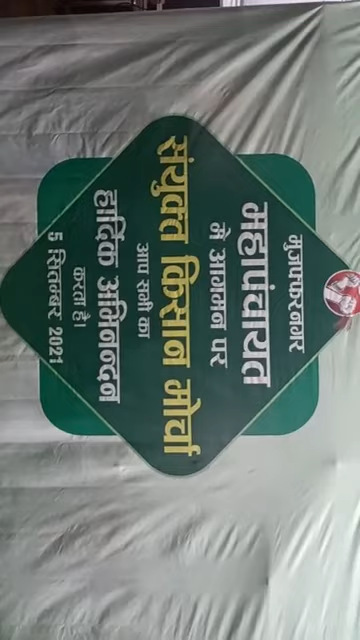 मुजफ्फरनगर
महापंचायत
में आगमन पर
संयुक्त किसान मोर्चा
आप सभी का
हार्दिक अभिनन्दन
करता है।
5 सितम्बर 2021